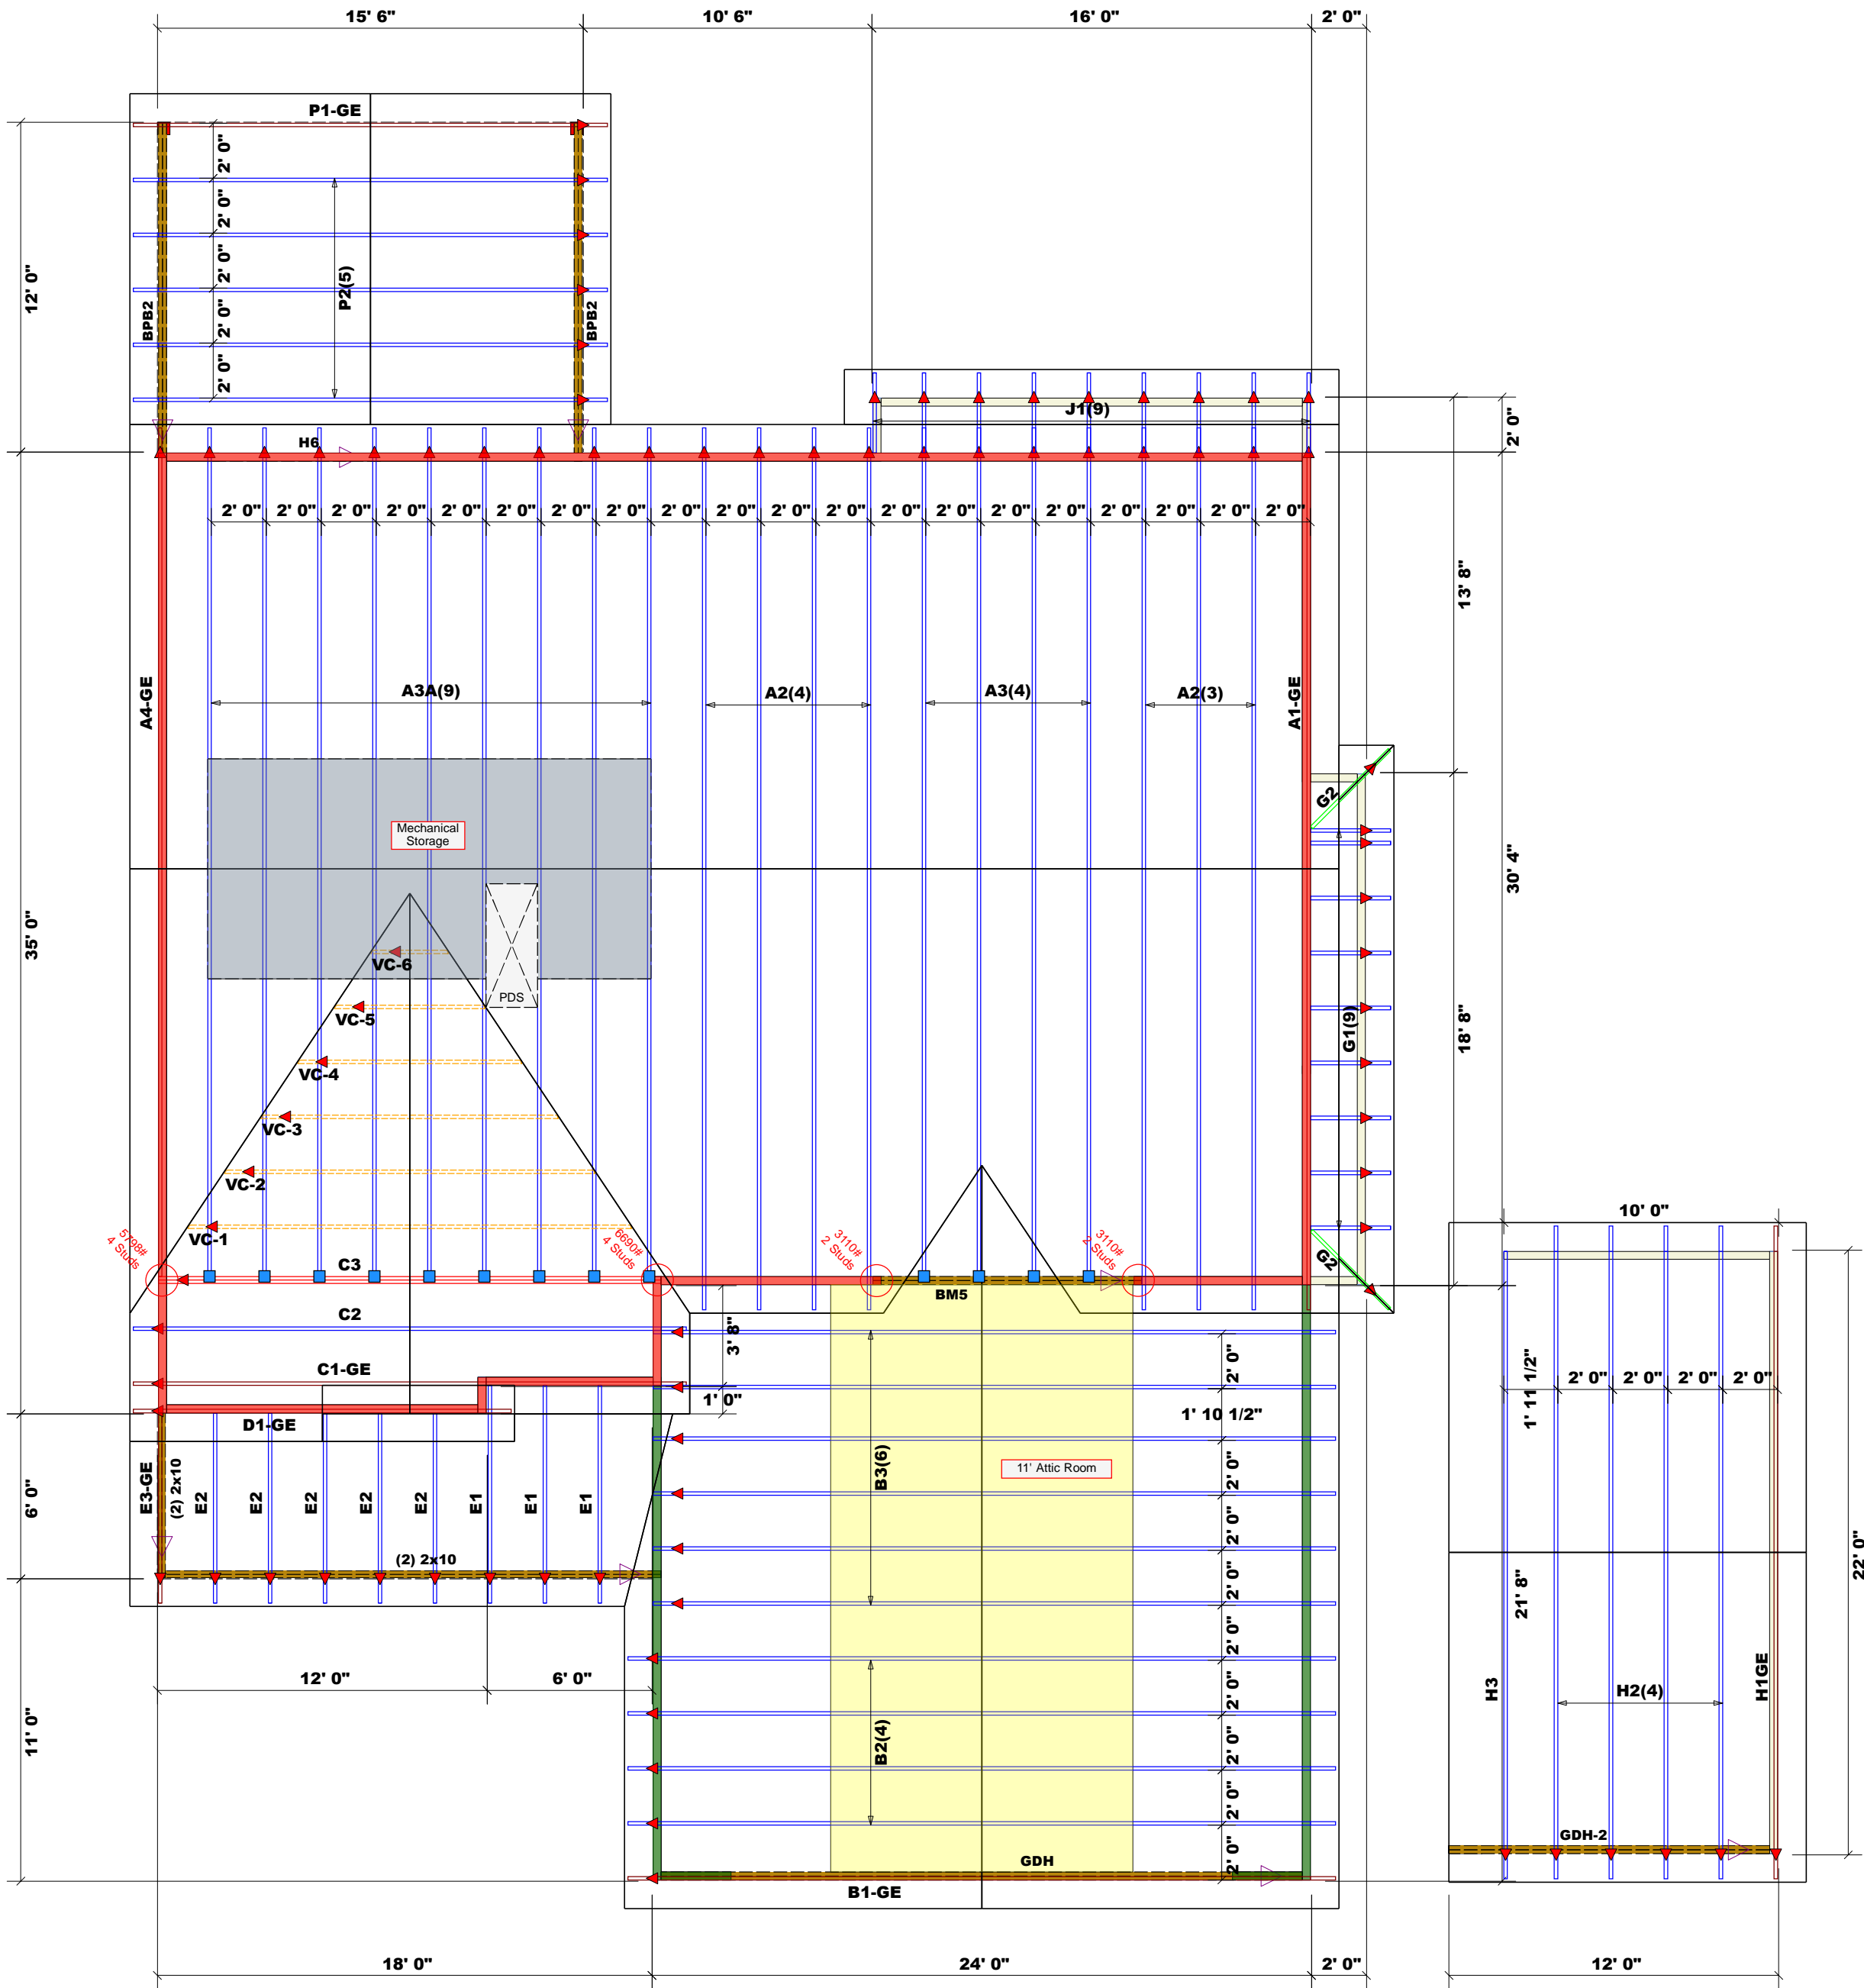 15' 6"
10' 6"
16' 0"
2' 0"
P1-GE
2' 0"
2' 0"
2' 0"
2' 0"
2' 0"
12' 0"
BPB2
P2(5)
BPB2
H6
J1(9)
2' 0"
2' 0" 2' 0" 2' 0" 2' 0" 2' 0" 2' 0" 2' 0" 2' 0" 2' 0" 2' 0" 2' 0" 2' 0" 2' 0" 2' 0" 2' 0" 2' 0" 2' 0" 2' 0" 2' 0" 2' 0"
13' 8"
A4-GE
A3A(9)
A2(4)
A3(4)
A2(3)
A1-GE
G2
Mechanical
Storage
30' 4"
35' 0"
VC-6
PDS
VC-5
G1(9)
18' 8"
VC-4
VC-3
VC-2
VC-1
10' 0"
5798#
4 Studs
C3
6690#
4 Studs
3110#
2 Studs
3110#
2 Studs
BM5
G2
C2
3' 8"
2' 0"
C1-GE
1' 0"
1' 10 1/2"
D1-GE
1' 11 1/2"
2' 0" 2' 0" 2' 0" 2' 0"
E3-GE
(2) 2x10
E2
E2
E2
E2
E2
E1
E1
E1
B3(6)
11' Attic Room
6' 0"
(2) 2x10
2' 0"
2' 0"
2' 0"
2' 0"
2' 0"
2' 0"
2' 0"
2' 0"
21' 8"
22' 0"
12' 0"
6' 0"
11' 0"
B2(4)
H3
H2(4)
H1GE
GDH-2
GDH
B1-GE
18' 0"
24' 0"
2' 0"
12' 0"